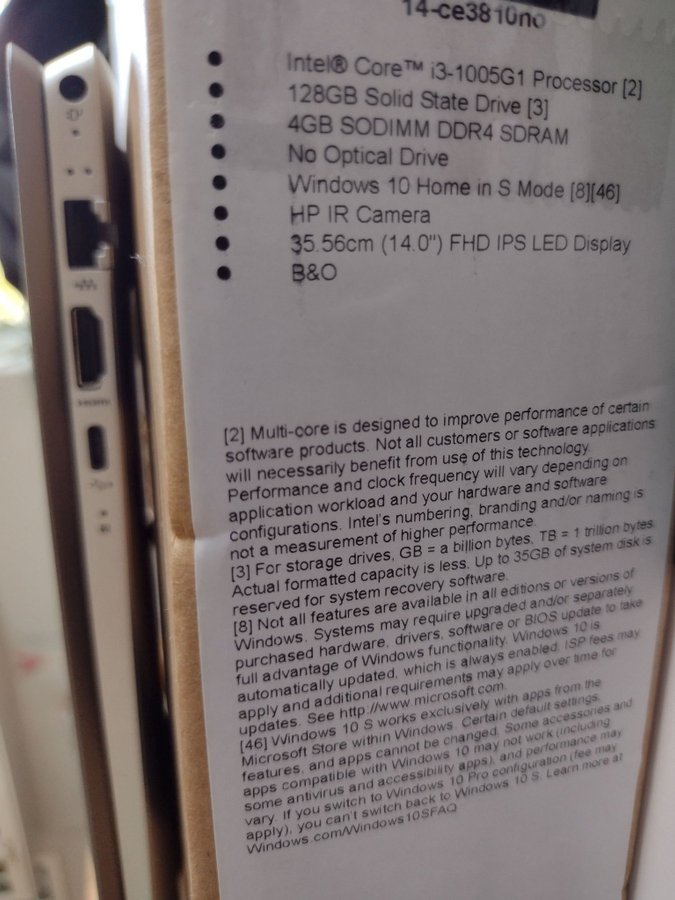 14-ce3810no
Intel® Core™ i3-1005G1 Processor [2]
128GB Solid State Drive [3]
4GB SODIMM DDR4 SDRAM
No Optical Drive
Windows 10 Home in S Mode [8][46]
HP IR Camera
35.56cm (14.0") FHD IPS LED Display
B&O
[2] Multi-core is designed to improve performance of certain
software products. Not all customers or software applications
will necessarily benefit from use of this technology.
Performance and clock frequency will vary depending on
application workload and your hardware and software
configurations. Intel's numbering, branding and/or naming is
not a measurement of higher performance.
[3] For storage drives, GB = a billion bytes, TB = 1 trillion bytes.
Actual formatted capacity is less. Up to 35GB of system disk is
reserved for system recovery software.
[8] Not all features are available in all editions or versions of
Windows. Systems may require upgraded and/or separately
purchased hardware, drivers, software or BIOS update to take
full advantage of Windows functionality. Windows 10 is
automatically updated, which is always enabled. ISP fees may
apply and additional requirements may apply over time for
updates. See http://www.microsoft.com.
[46] Windows 10 S works exclusively with apps from the
Microsoft Store within Windows. Certain default settings,
features, and apps cannot be changed. Some accessories and
apps compatible with Windows 10 may not work (including
some antivirus and accessibility apps), and performance may
vary. If you switch to Windows 10 Pro configuration (fee may
apply), you can't switch back to Windows 10 S. Learn more at
Windows.com/Windows10SFAQ
HDMI